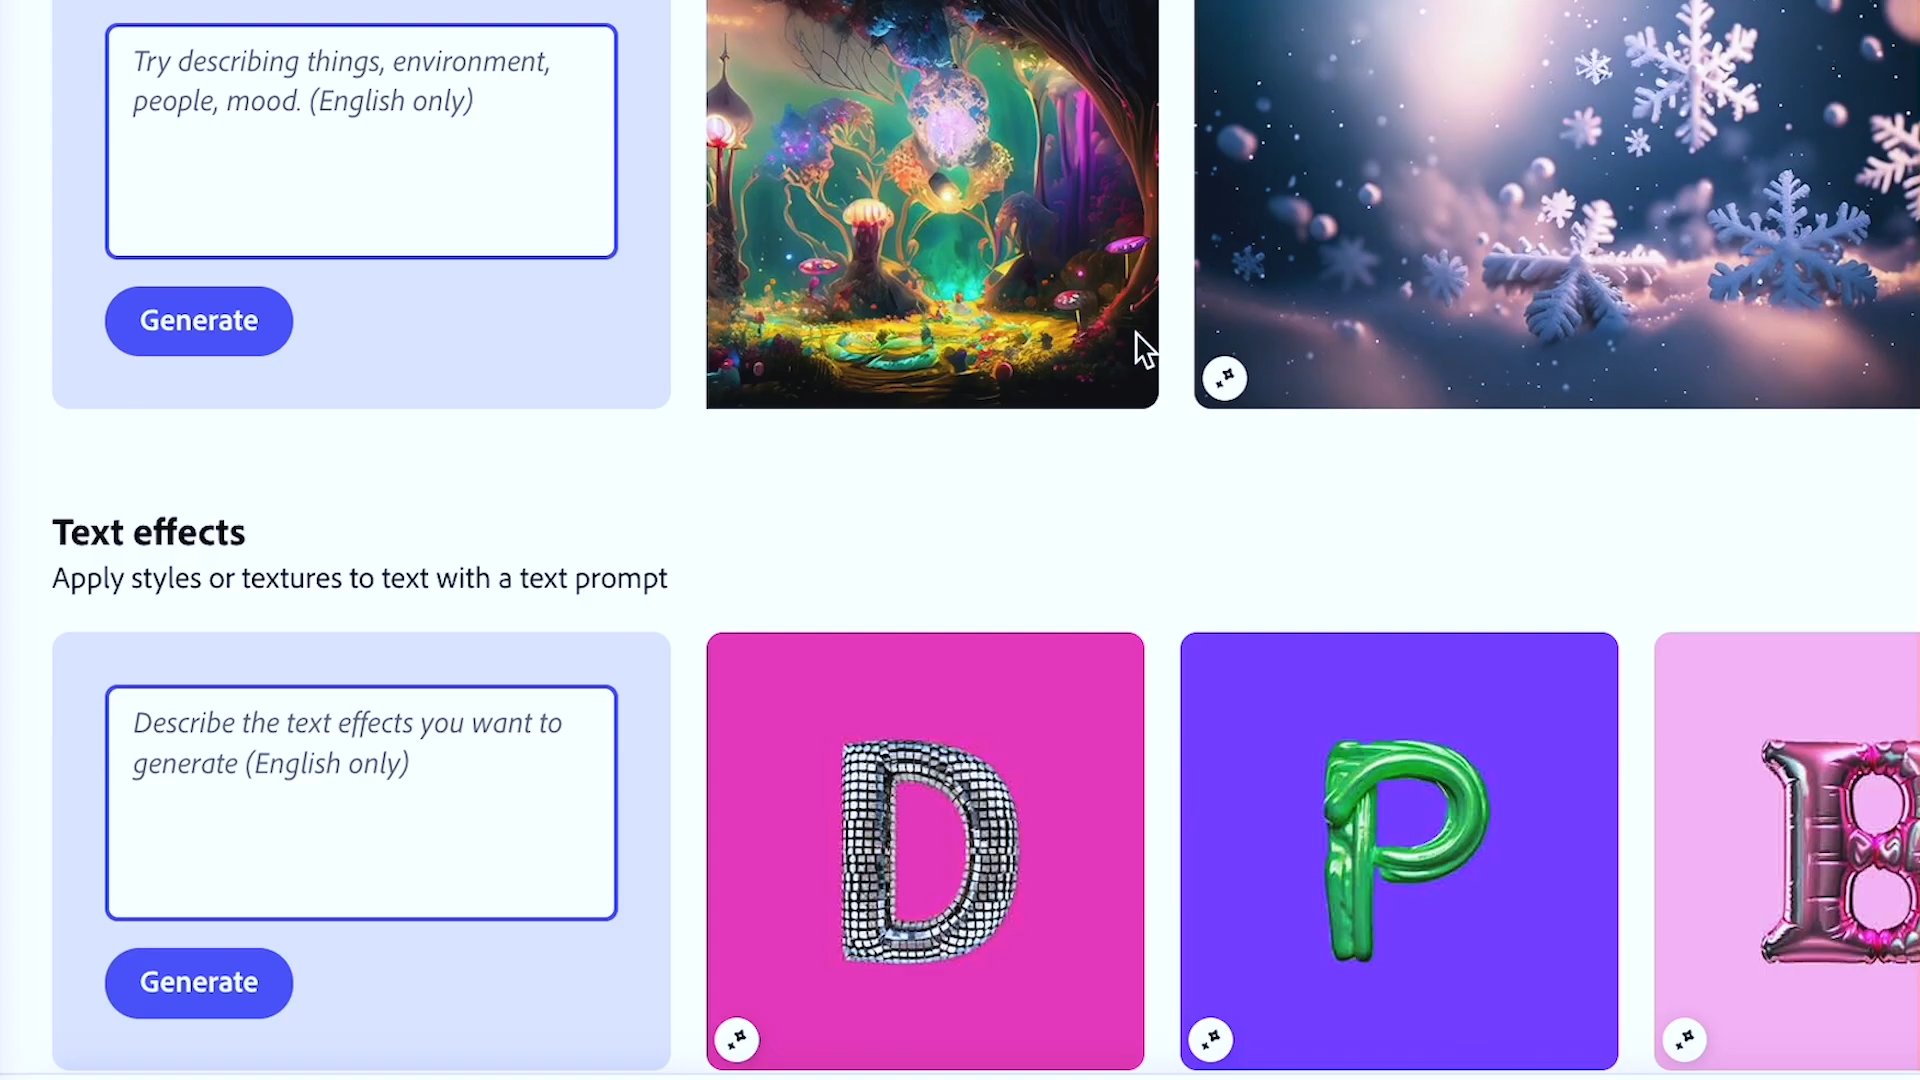 Try describing things, environment,
people, mood. (English only)
Generate
Text effects
Apply styles or textures to text with a text prompt
Describe the text effects you want to
generate (English only)
Generate
D
P
B